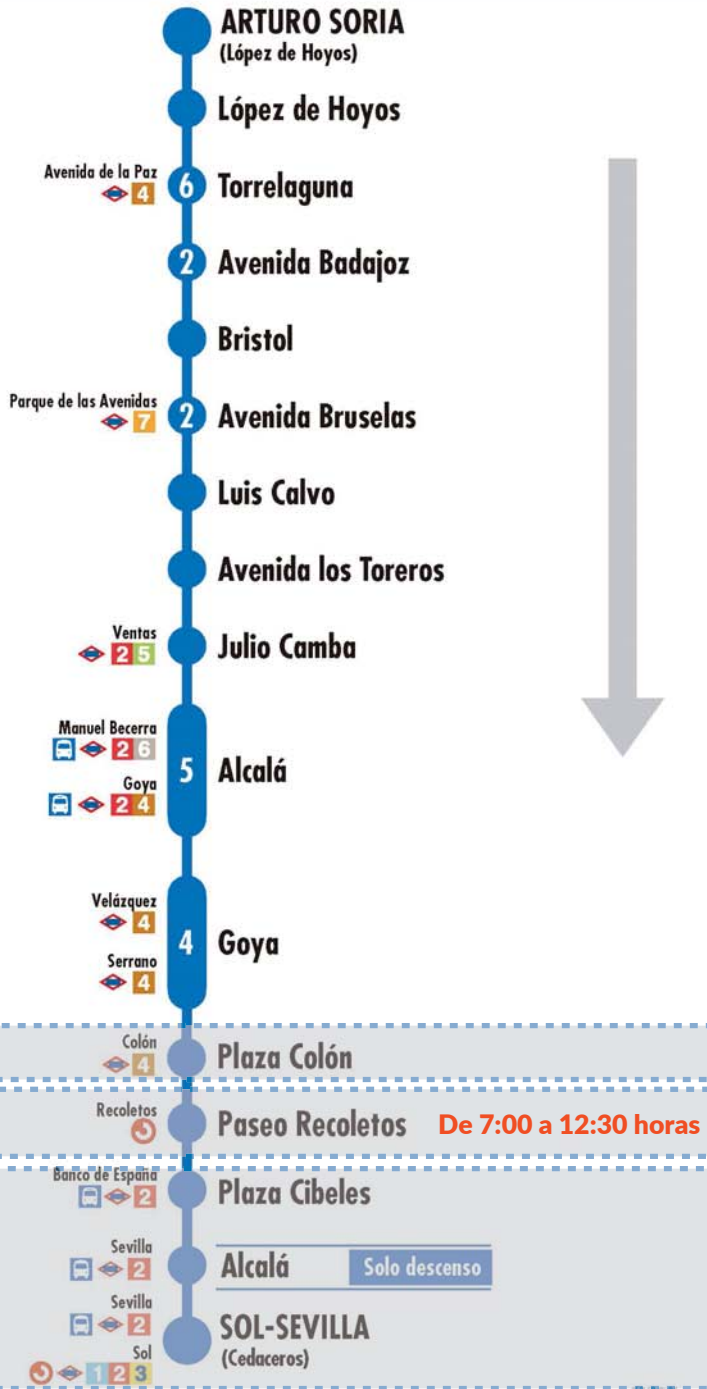 ARTURO SORIA
(López de Hoyos)
López de Hoyos
Avenida de la Paz
4
6
Torrelaguna
2
Avenida Badajoz
Bristol
Parque de las Avenidas
7
2
Avenida Bruselas
Luis Calvo
Avenida los Toreros
Ventas
2 5
Julio Camba
Manuel Becerra
2 6
Goya
2 4
5
Alcalá
Velázquez
4
Serrano
4
4
Goya
Colón
4
Plaza Colón
Recoletos
Paseo Recoletos
De 7:00 a 12:30 horas
Banco de España
2
Plaza Cibeles
Sevilla
2
Alcalá
Solo descenso
Sevilla
2
Sol
1 2 3
SOL-SEVILLA
(Cedaceros)